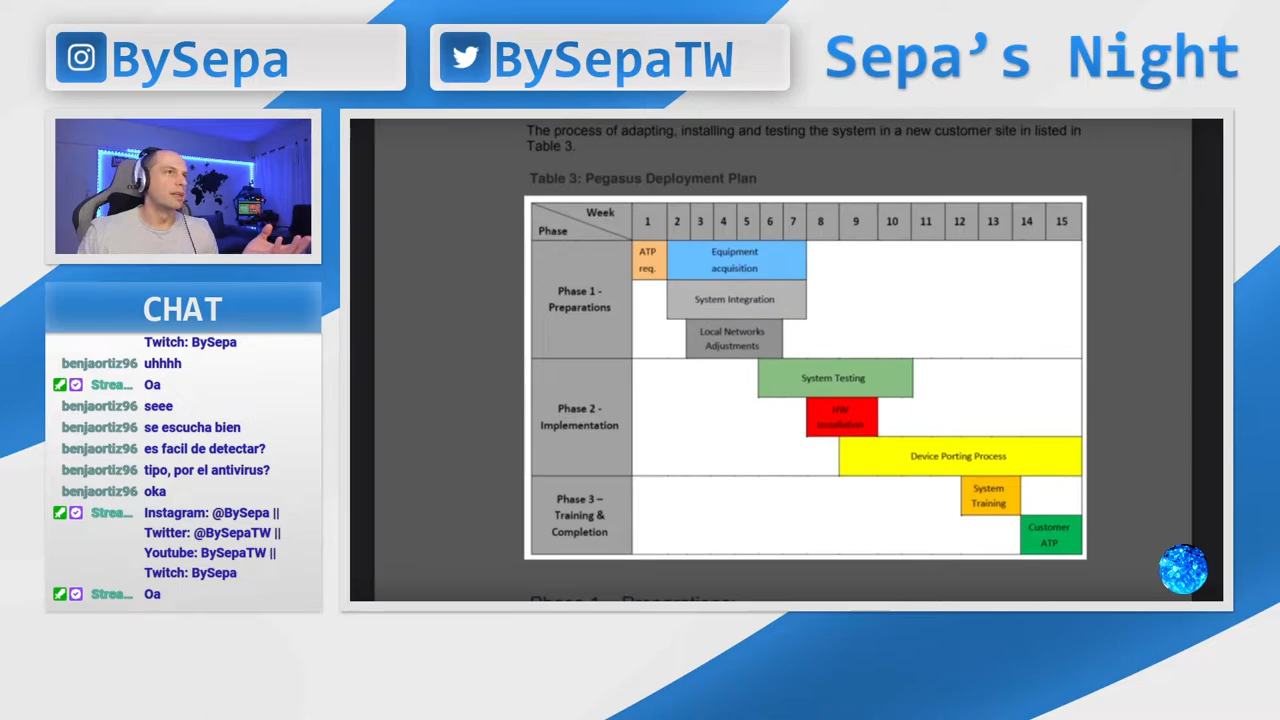 BySepa
BySepaTW
Sepa's Night
CHAT
Twitch: BySepa
benjaortiz96 uhhhh
Strea... Oa
benjaortiz96 seee
benjaortiz96 se escucha bien
benjaortiz96 es facil de detectar?
benjaortiz96 tipo, por el antivirus?
benjaortiz96 oka
Strea... Instagram: @BySepa ||
Twitter: @BySepaTW ||
Youtube: BySepaTW ||
Twitch: BySepa
Strea... Oa
The process of adapting, installing and testing the system in a new customer site in listed in
Table 3.
Table 3: Pegasus Deployment Plan
Week
Phase
1 2 3 4 5 6 7 8 9 10 11 12 13 14 15
Phase 1 -
Preparations:
ATP
req.
Equipment
acquisition
System Integration
Local Networks
Adjustments
Phase 2 -
Implementation:
System Testing
HW
Installation
Device Porting Process
Phase 3 –
Training &
Completion
System
Training
Customer
ATP